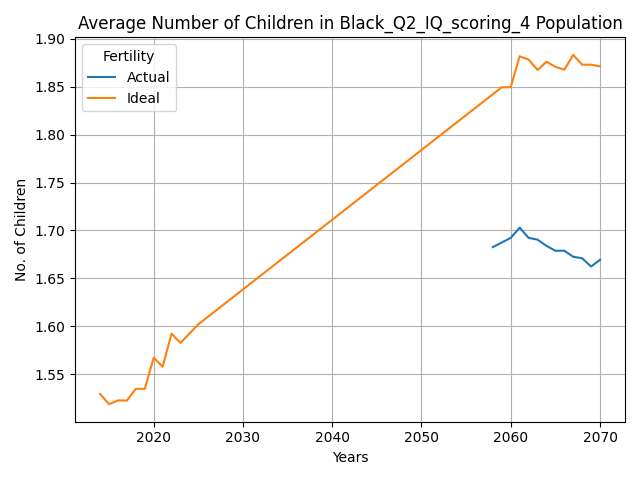 Average Number of Children in Black_Q2_IQ_scoring_4 Population
Fertility
Actual
Ideal
No. of Children
1.90
1.85
1.80
1.75
1.70
1.65
1.60
1.55
2020 2030 2040 2050 2060 2070
Years